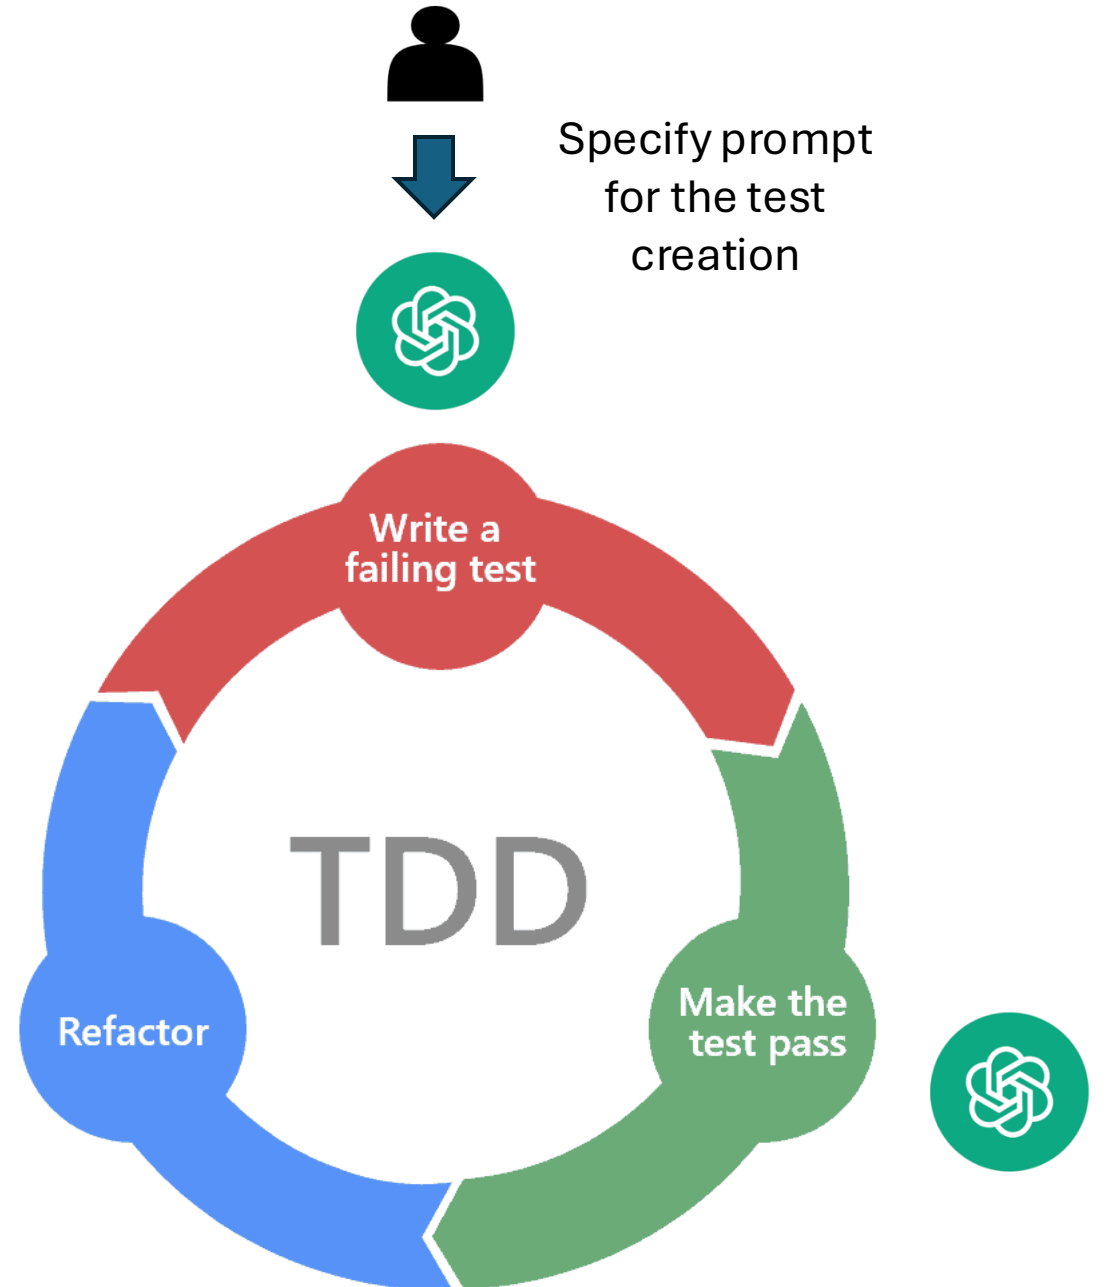 Specify prompt
for the test
creation
Write a
failing test
TDD
Make the
test pass
Refactor